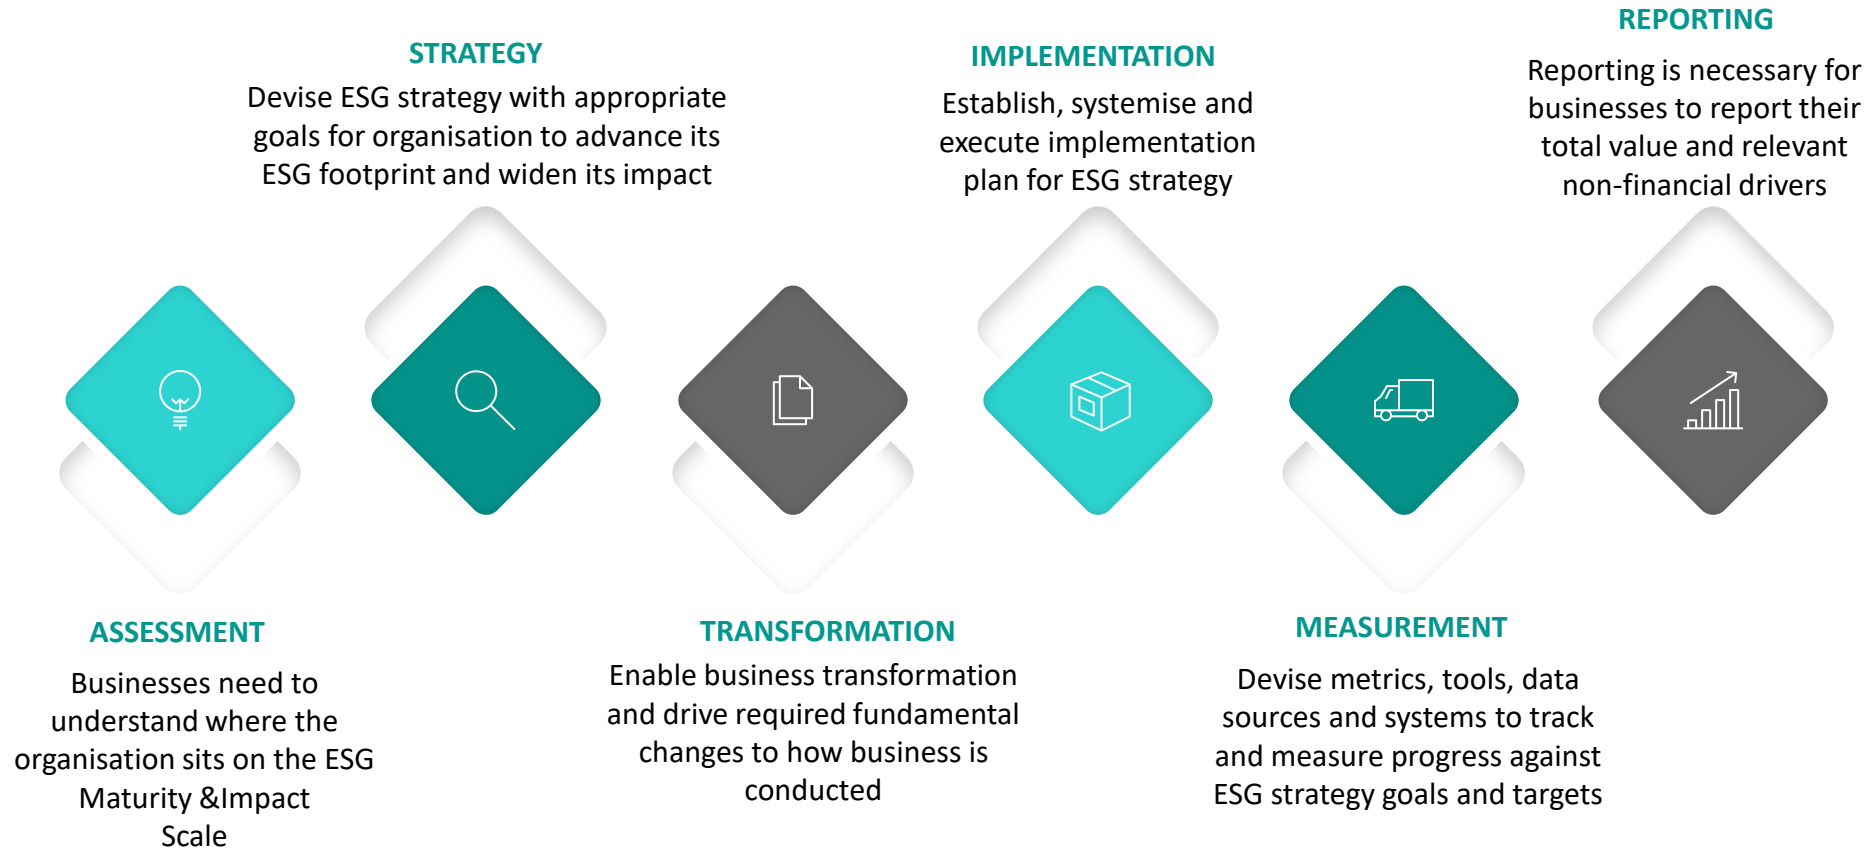 ASSESSMENT
Businesses need to
understand where the
organisation sits on the ESG
Maturity &Impact
Scale
STRATEGY
Devise ESG strategy with appropriate
goals for organisation to advance its
ESG footprint and widen its impact
TRANSFORMATION
Enable business transformation
and drive required fundamental
changes to how business is
conducted
IMPLEMENTATION
Establish, systemise and
execute implementation
plan for ESG strategy
MEASUREMENT
Devise metrics, tools, data
sources and systems to track
and measure progress against
ESG strategy goals and targets
REPORTING
Reporting is necessary for
businesses to report their
total value and relevant
non-financial drivers